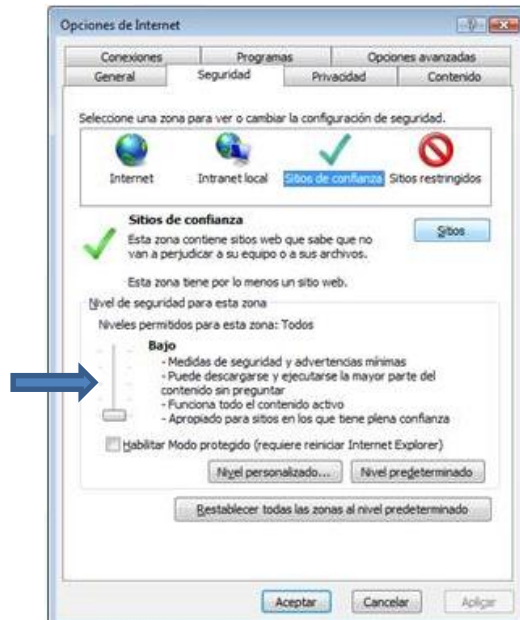 Opciones de Internet
Conexiones Programas Opciones avanzadas
General Seguridad Privacidad Contenido
Seleccione una zona para ver o cambiar la configuración de seguridad.
Internet Intranet local Sitios de confianza Sitios restringidos
Sitios de confianza
Esta zona contiene sitios web que sabe que no
van a perjudicar a su equipo o a sus archivos.
Sitios
Esta zona tiene por lo menos un sitio web.
Nivel de seguridad para esta zona
Niveles permitidos para esta zona: Todos
Bajo
- Medidas de seguridad y advertencias mínimas
- Puede descargarse y ejecutarse la mayor parte del
contenido sin preguntar
- Funciona todo el contenido activo
- Apropiado para sitios en los que tiene plena confianza
Habilitar Modo protegido (requiere reiniciar Internet Explorer)
Nivel personalizado... Nivel predeterminado
Restablecer todas las zonas al nivel predeterminado
Aceptar Cancelar Aplicar